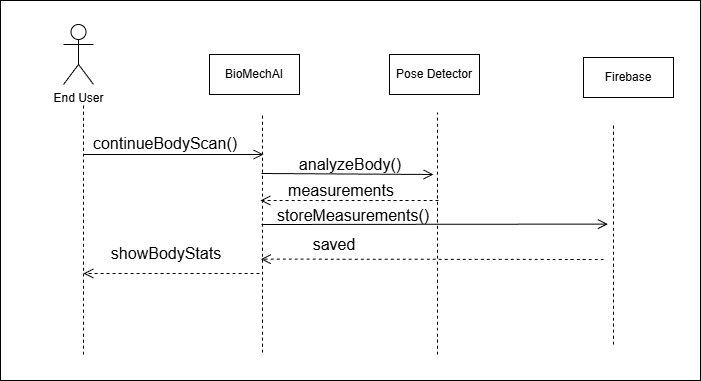 BioMechAI
Pose Detector
Firebase
End User
continueBodyScan()
analyzeBody()
measurements
storeMeasurements()
saved
showBodyStats